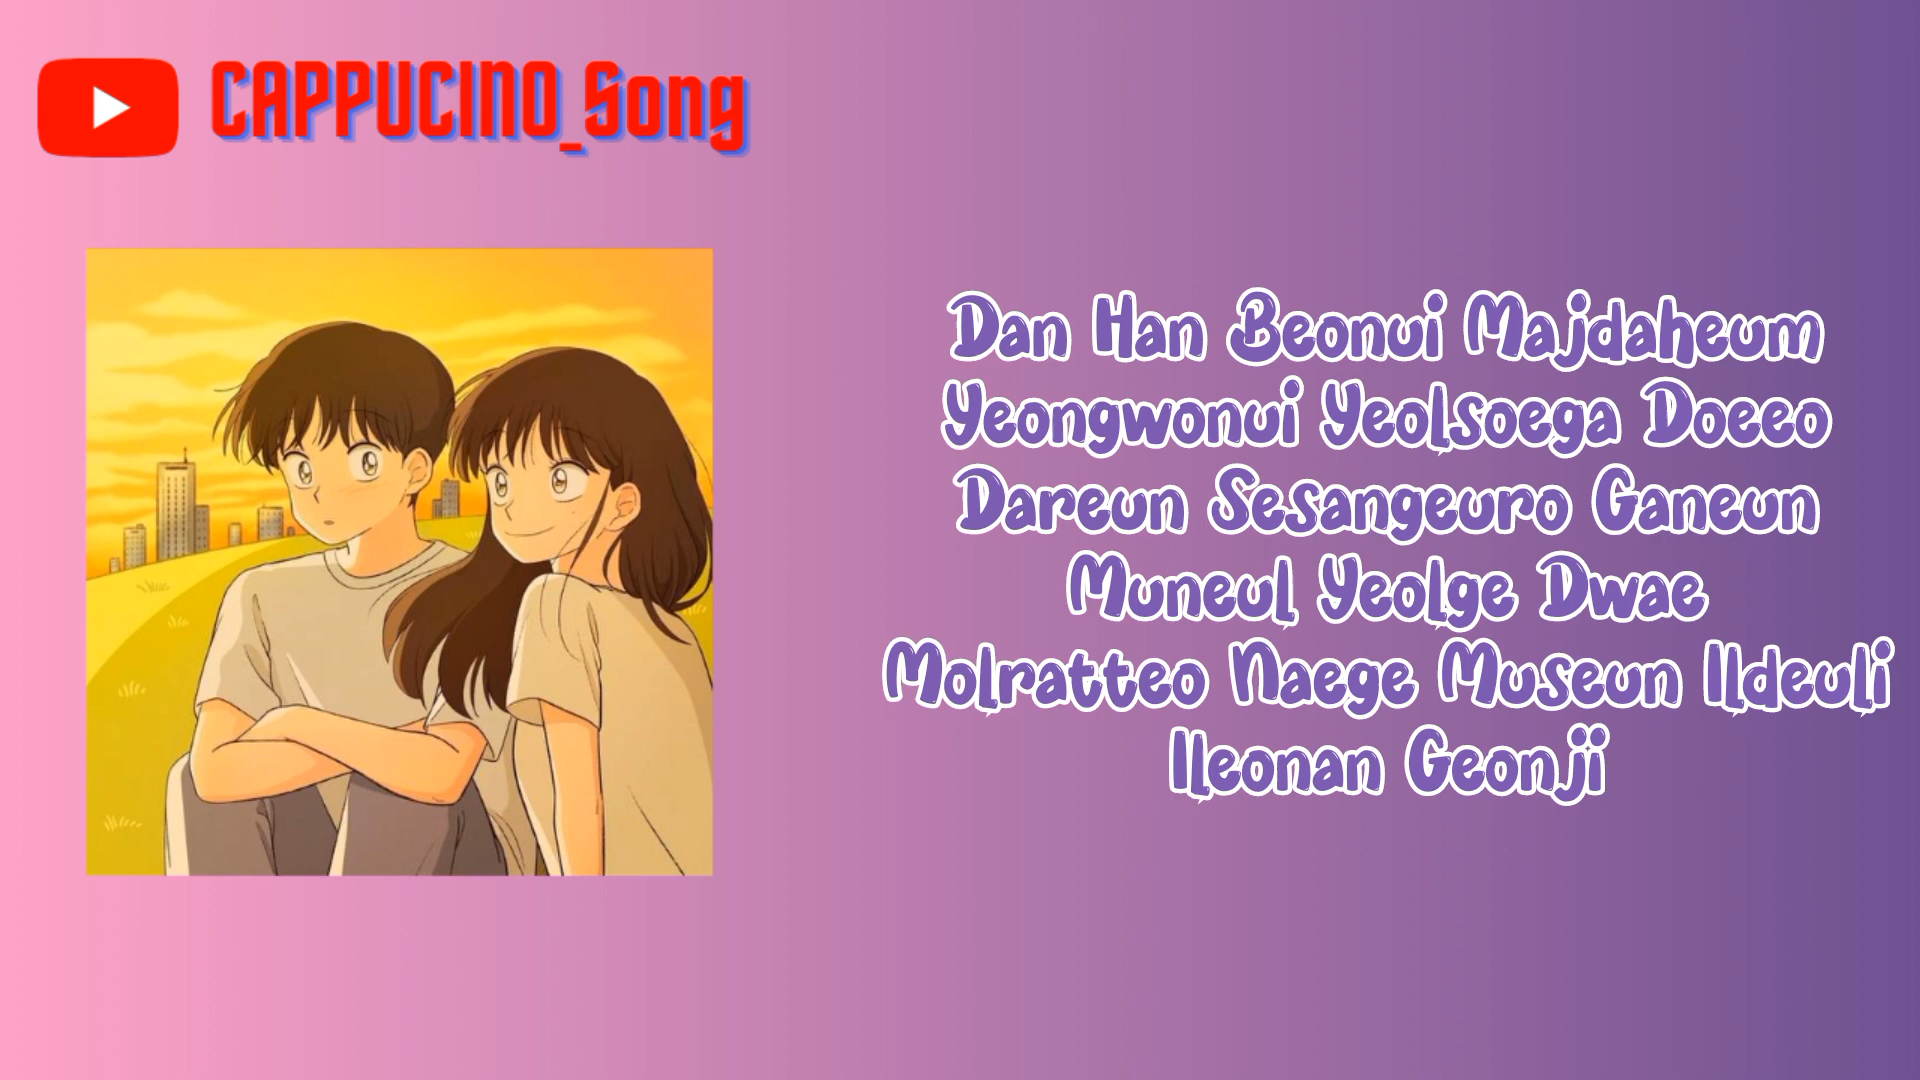 CAPPUCINO_Song
Dan Han Beonui Majdaheum
Yeongwonui Yeolsoega Doeeo
Dareun Sesangeuro Ganeun
Muneul Yeolge Dwae
Molratteo Naege Museun Ildeuli
Ileonan Geonji